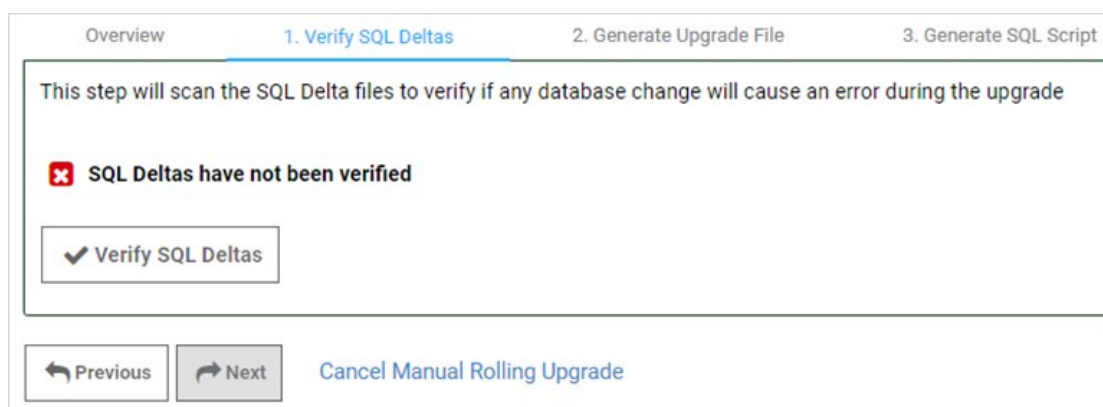 Overview 1. Verify SQL Deltas 2. Generate Upgrade File 3. Generate SQL Script
This step will scan the SQL Delta files to verify if any database change will cause an error during the upgrade
SQL Deltas have not been verified
Verify SQL Deltas
Previous Next Cancel Manual Rolling Upgrade